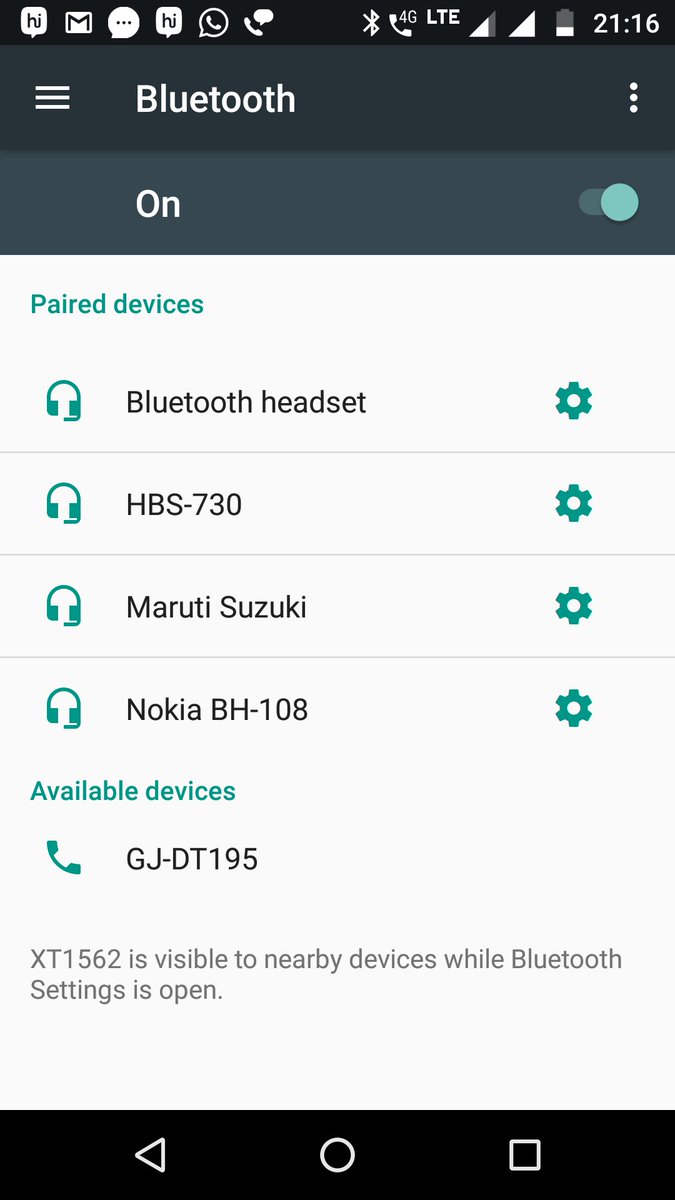 hi
hi
4G
LTE
21:16
Bluetooth
On
Paired devices
Bluetooth headset
HBS-730
Maruti Suzuki
Nokia BH-108
Available devices
GJ-DT195
XT1562 is visible to nearby devices while Bluetooth
Settings is open.